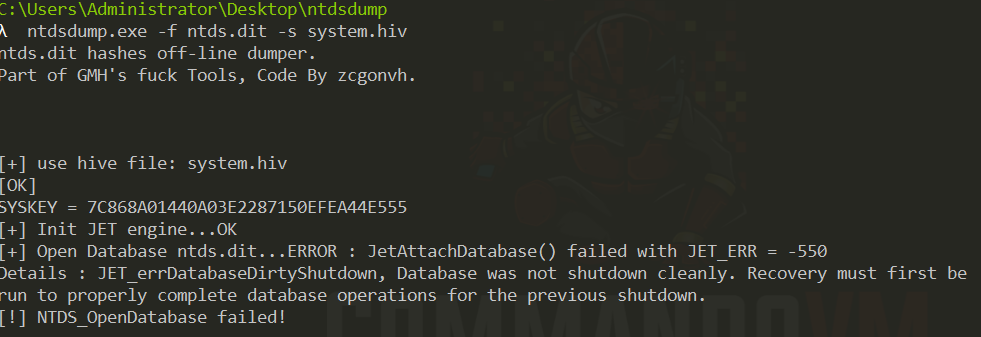 C:\Users\Administrator\Desktop\ntdsdump
λ  ntdsdump.exe -f ntds.dit -s system.hiv
ntds.dit hashes off-line dumper.
Part of GMH's fuck Tools, Code By zcgonvh.
[+] use hive file: system.hiv
[OK]
SYSKEY = 7C868A01440A03E2287150EFEA44E555
[+] Init JET engine...OK
[+] Open Database ntds.dit...ERROR : JetAttachDatabase() failed with JET_ERR = -550
Details : JET_errDatabaseDirtyShutdown, Database was not shutdown cleanly. Recovery must first be
run to properly complete database operations for the previous shutdown.
[!] NTDS_OpenDatabase failed!
COMMANDO VM